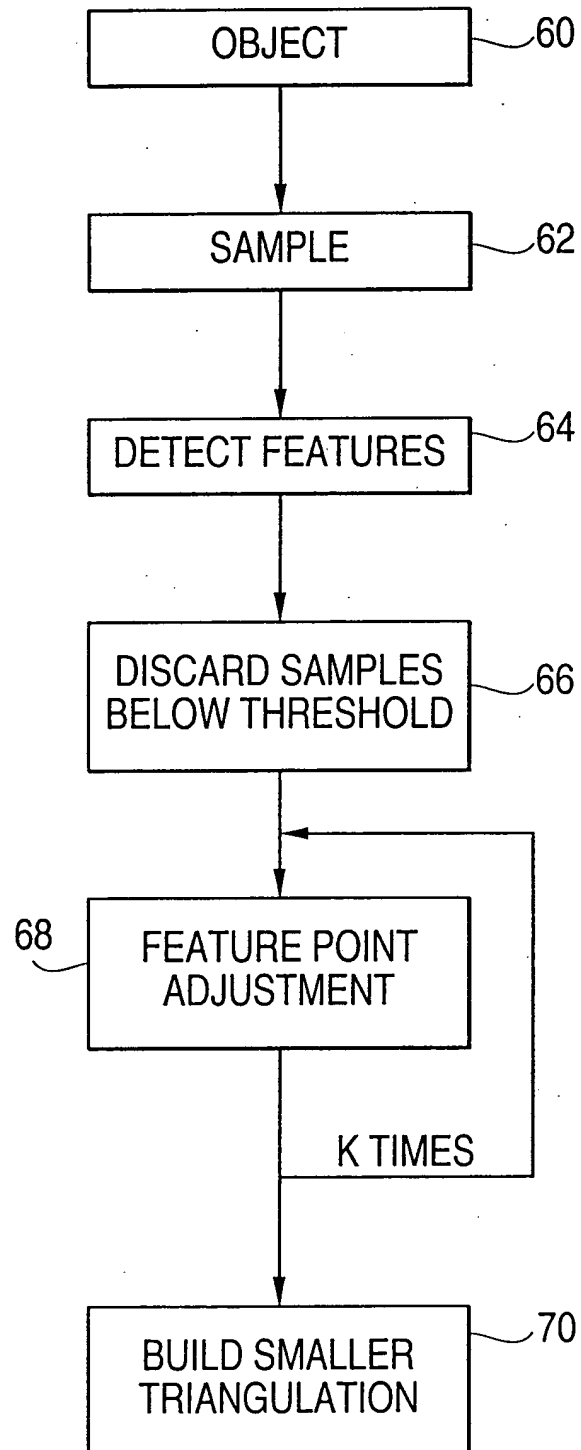 OBJECT
60
SAMPLE
62
DETECT FEATURES
64
DISCARD SAMPLES
BELOW THRESHOLD
66
68
FEATURE POINT
ADJUSTMENT
K TIMES
BUILD SMALLER
TRIANGULATION
70